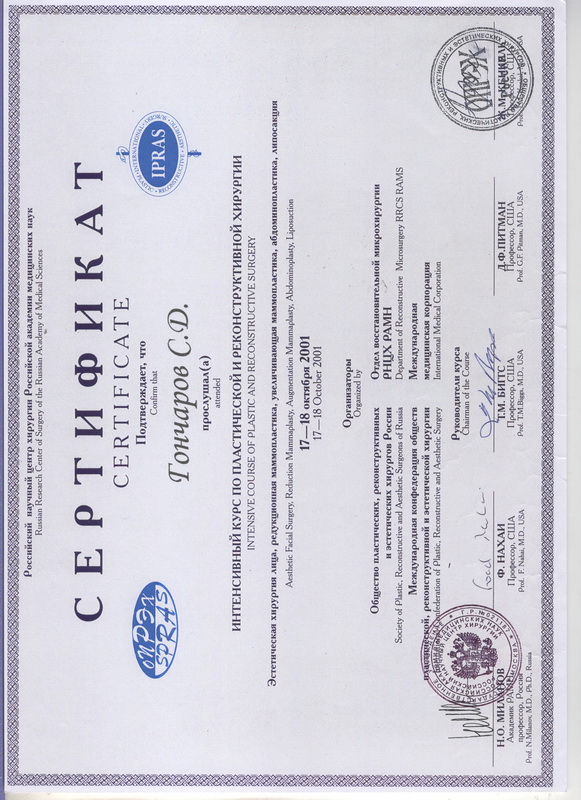 Российский научный центр хирургии Российской академии медицинских наук
Russian Research Center of Surgery of the Russian Academy of Medical Sciences
СЕРТИФИКАТ
CERTIFICATE
ОПРЭХ
SPRAS
IPRAS
Подтверждает, что
Confirm that
Гончаров С.Д.
прослушал(а)
attended
ИНТЕНСИВНЫЙ КУРС ПО ПЛАСТИЧЕСКОЙ И РЕКОНСТРУКТИВНОЙ ХИРУРГИИ
INTENSIVE COURSE OF PLASTIC AND RECONSTRUCTIVE SURGERY
Эстетическая хирургия лица, редукционная маммопластика, увеличивающая маммопластика, абдоминопластика, липосакция
Aesthetic Facial Surgery, Reduction Mammaplasty, Augmentation Mammaplasty, Abdominoplasty, Liposuction
17—18 октября 2001
17—18 October 2001
Организаторы
Organized by
Общество пластических, реконструктивных
и эстетических хирургов России
Society of Plastic, Reconstructive and Aesthetic Surgeons of Russia
Международная конфедерация обществ
пластической, реконструктивной и эстетической хирургии
Confederation of Plastic, Reconstructive and Aesthetic Surgery
Отдел восстановительной микрохирургии
РНЦХ РАМН
Department of Reconstructive Microsurgery RRCS RAMS
Международная
медицинская корпорация
International Medical Corporation
Руководители курса
Chairman of the Course
Н.О. МИЛАНОВ
Академик РАМН
профессор, Россия
Prof. N.Milanov, M.D., Ph.D., Russia
Ф. НАХАИ
Профессор, США
Prof. F. Nahai, M.D., USA
Т.М. БИГГС
Профессор, США
Prof. T.M.Biggs, M.D., USA
Д.Ф.ПИТМАН
Профессор, США
Prof. G.F. Pitman, M.D., USA
ОПРЭХ